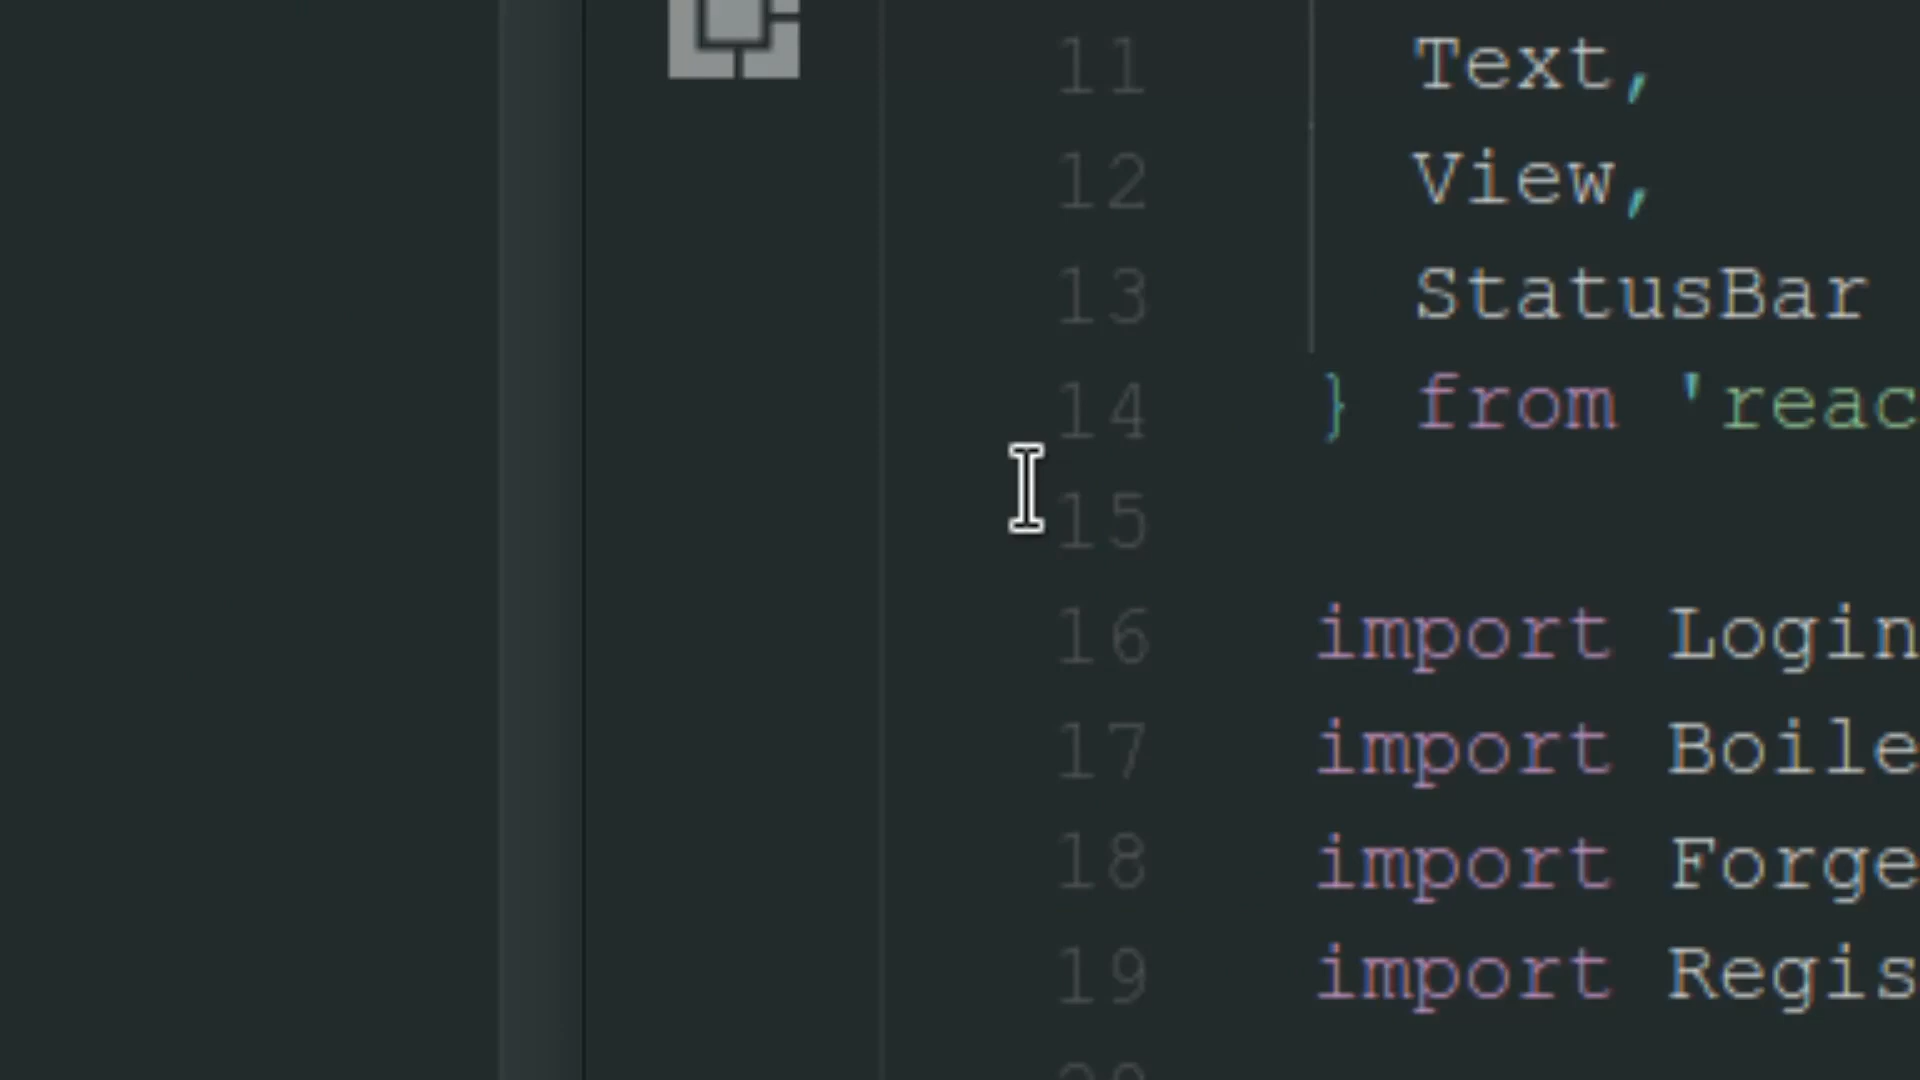 11 Text,
12 View,
13 StatusBar
14 } from 'reac
15
16 import Login
17 import Boile
18 import Forge
19 import Regis
20